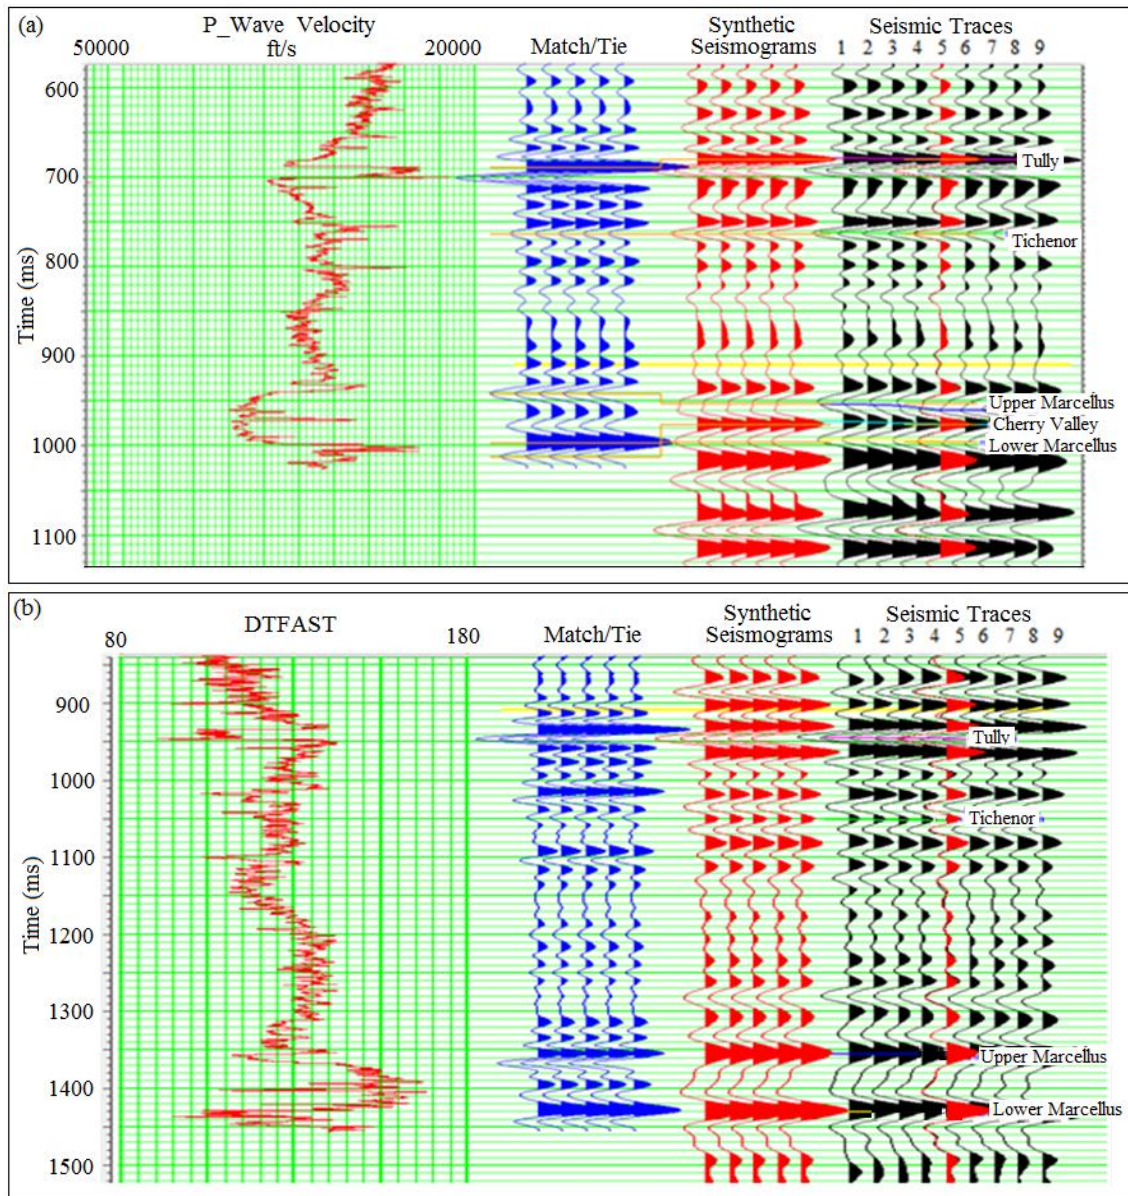 (a)
P_Wave Velocity
50000 ft/s 20000
Match/Tie
Synthetic
Seismograms
Seismic Traces
1 2 3 4 5 6 7 8 9
600
700
800
900
1000
1100
Time (ms)
Tully
Tichenor
Upper Marcellus
Cherry Valley
Lower Marcellus
(b)
DTFAST
80 180
Match/Tie
Synthetic
Seismograms
Seismic Traces
1 2 3 4 5 6 7 8 9
900
1000
1100
1200
1300
1400
1500
Time (ms)
Tully
Tichenor
Upper Marcellus
Lower Marcellus